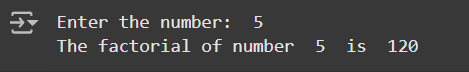 Enter the number:  5
The factorial of number  5  is  120